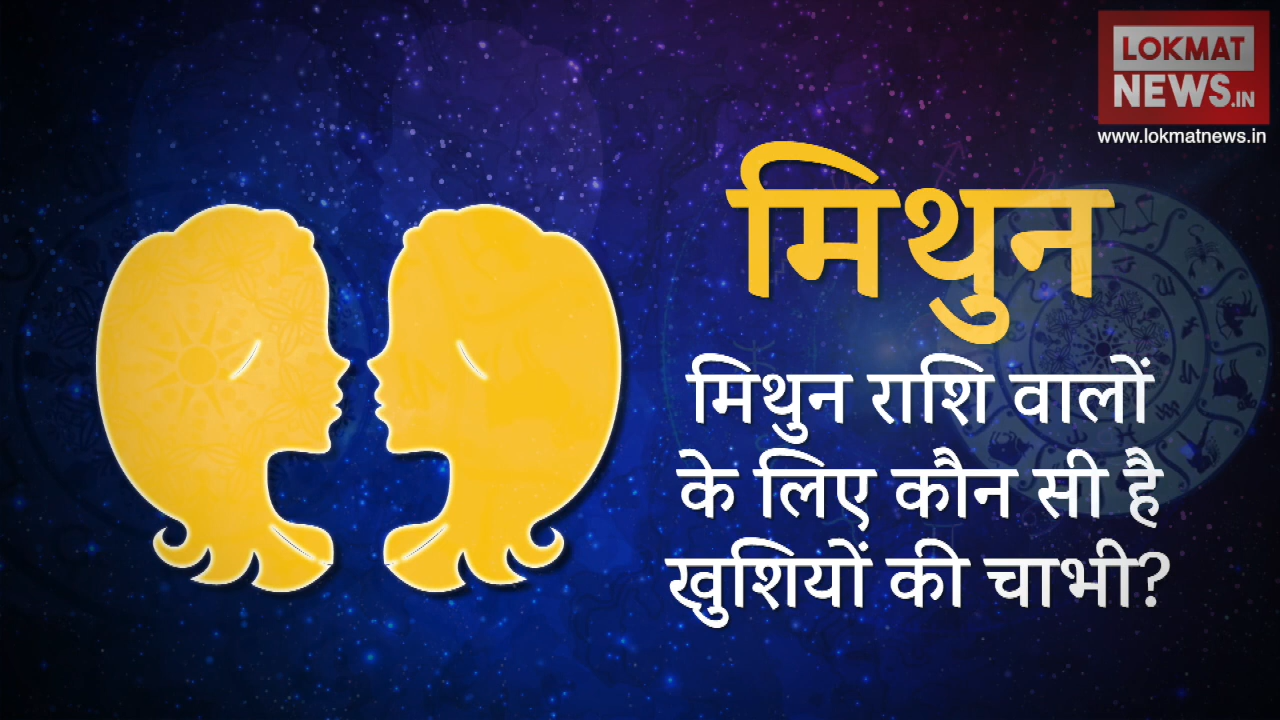 LOKMAT
NEWS.IN
www.lokmatnews.in
मिथुन
मिथुन राशि वालों
के लिए कौन सी है
खुशियों की चाभी?